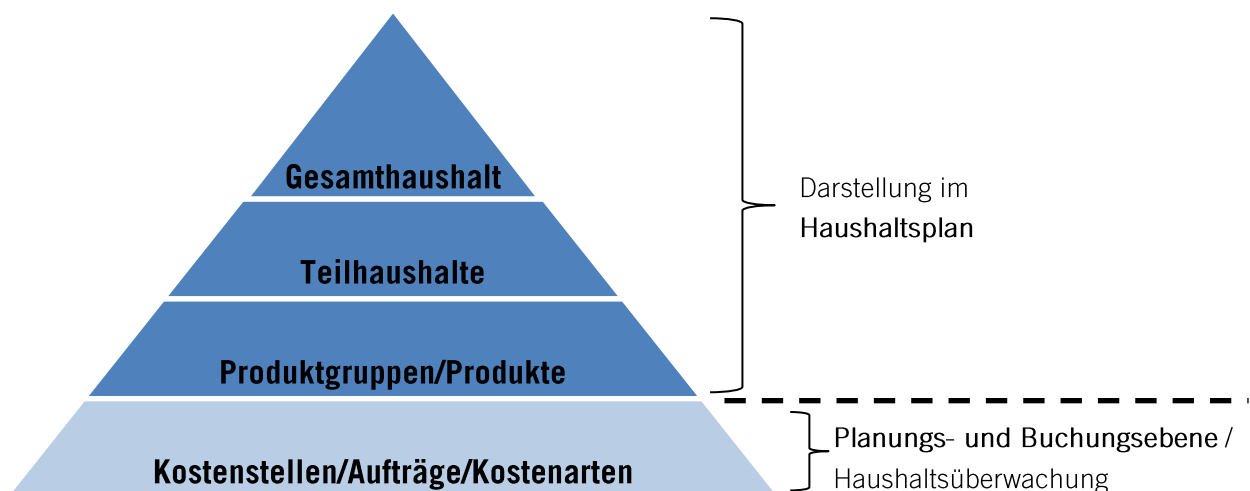 Gesamthaushalt
Teilhaushalte
Produktgruppen/Produkte
Kostenstellen/Aufträge/Kostenarten
Darstellung im
Haushaltsplan
Planungs- und Buchungsebene /
Haushaltsüberwachung